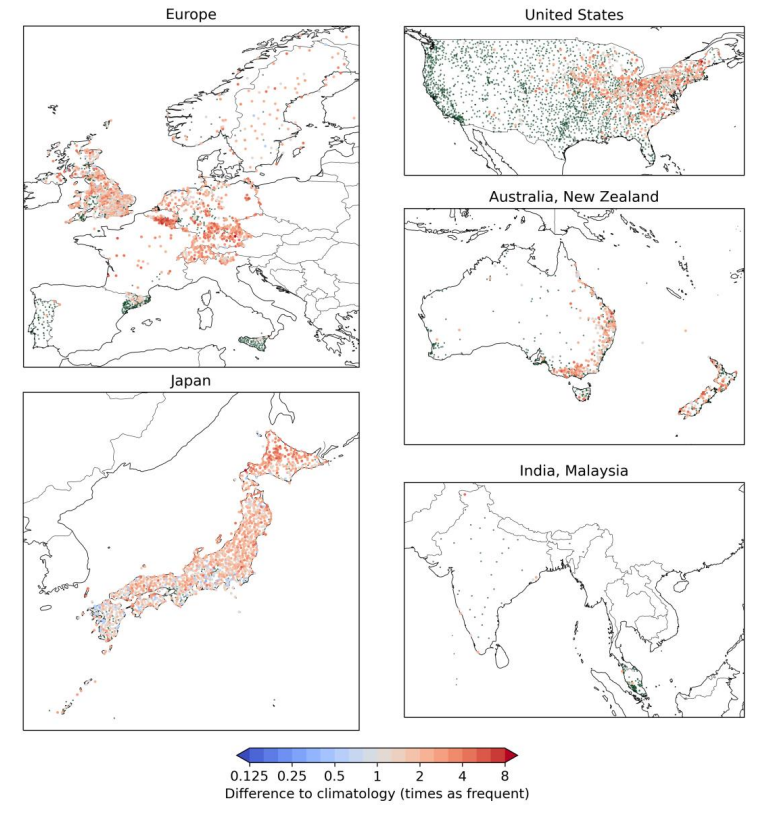 Europe
United States
Australia, New Zealand
Japan
India, Malaysia
0.125 0.25 0.5 1 2 4 8
Difference to climatology (times as frequent)